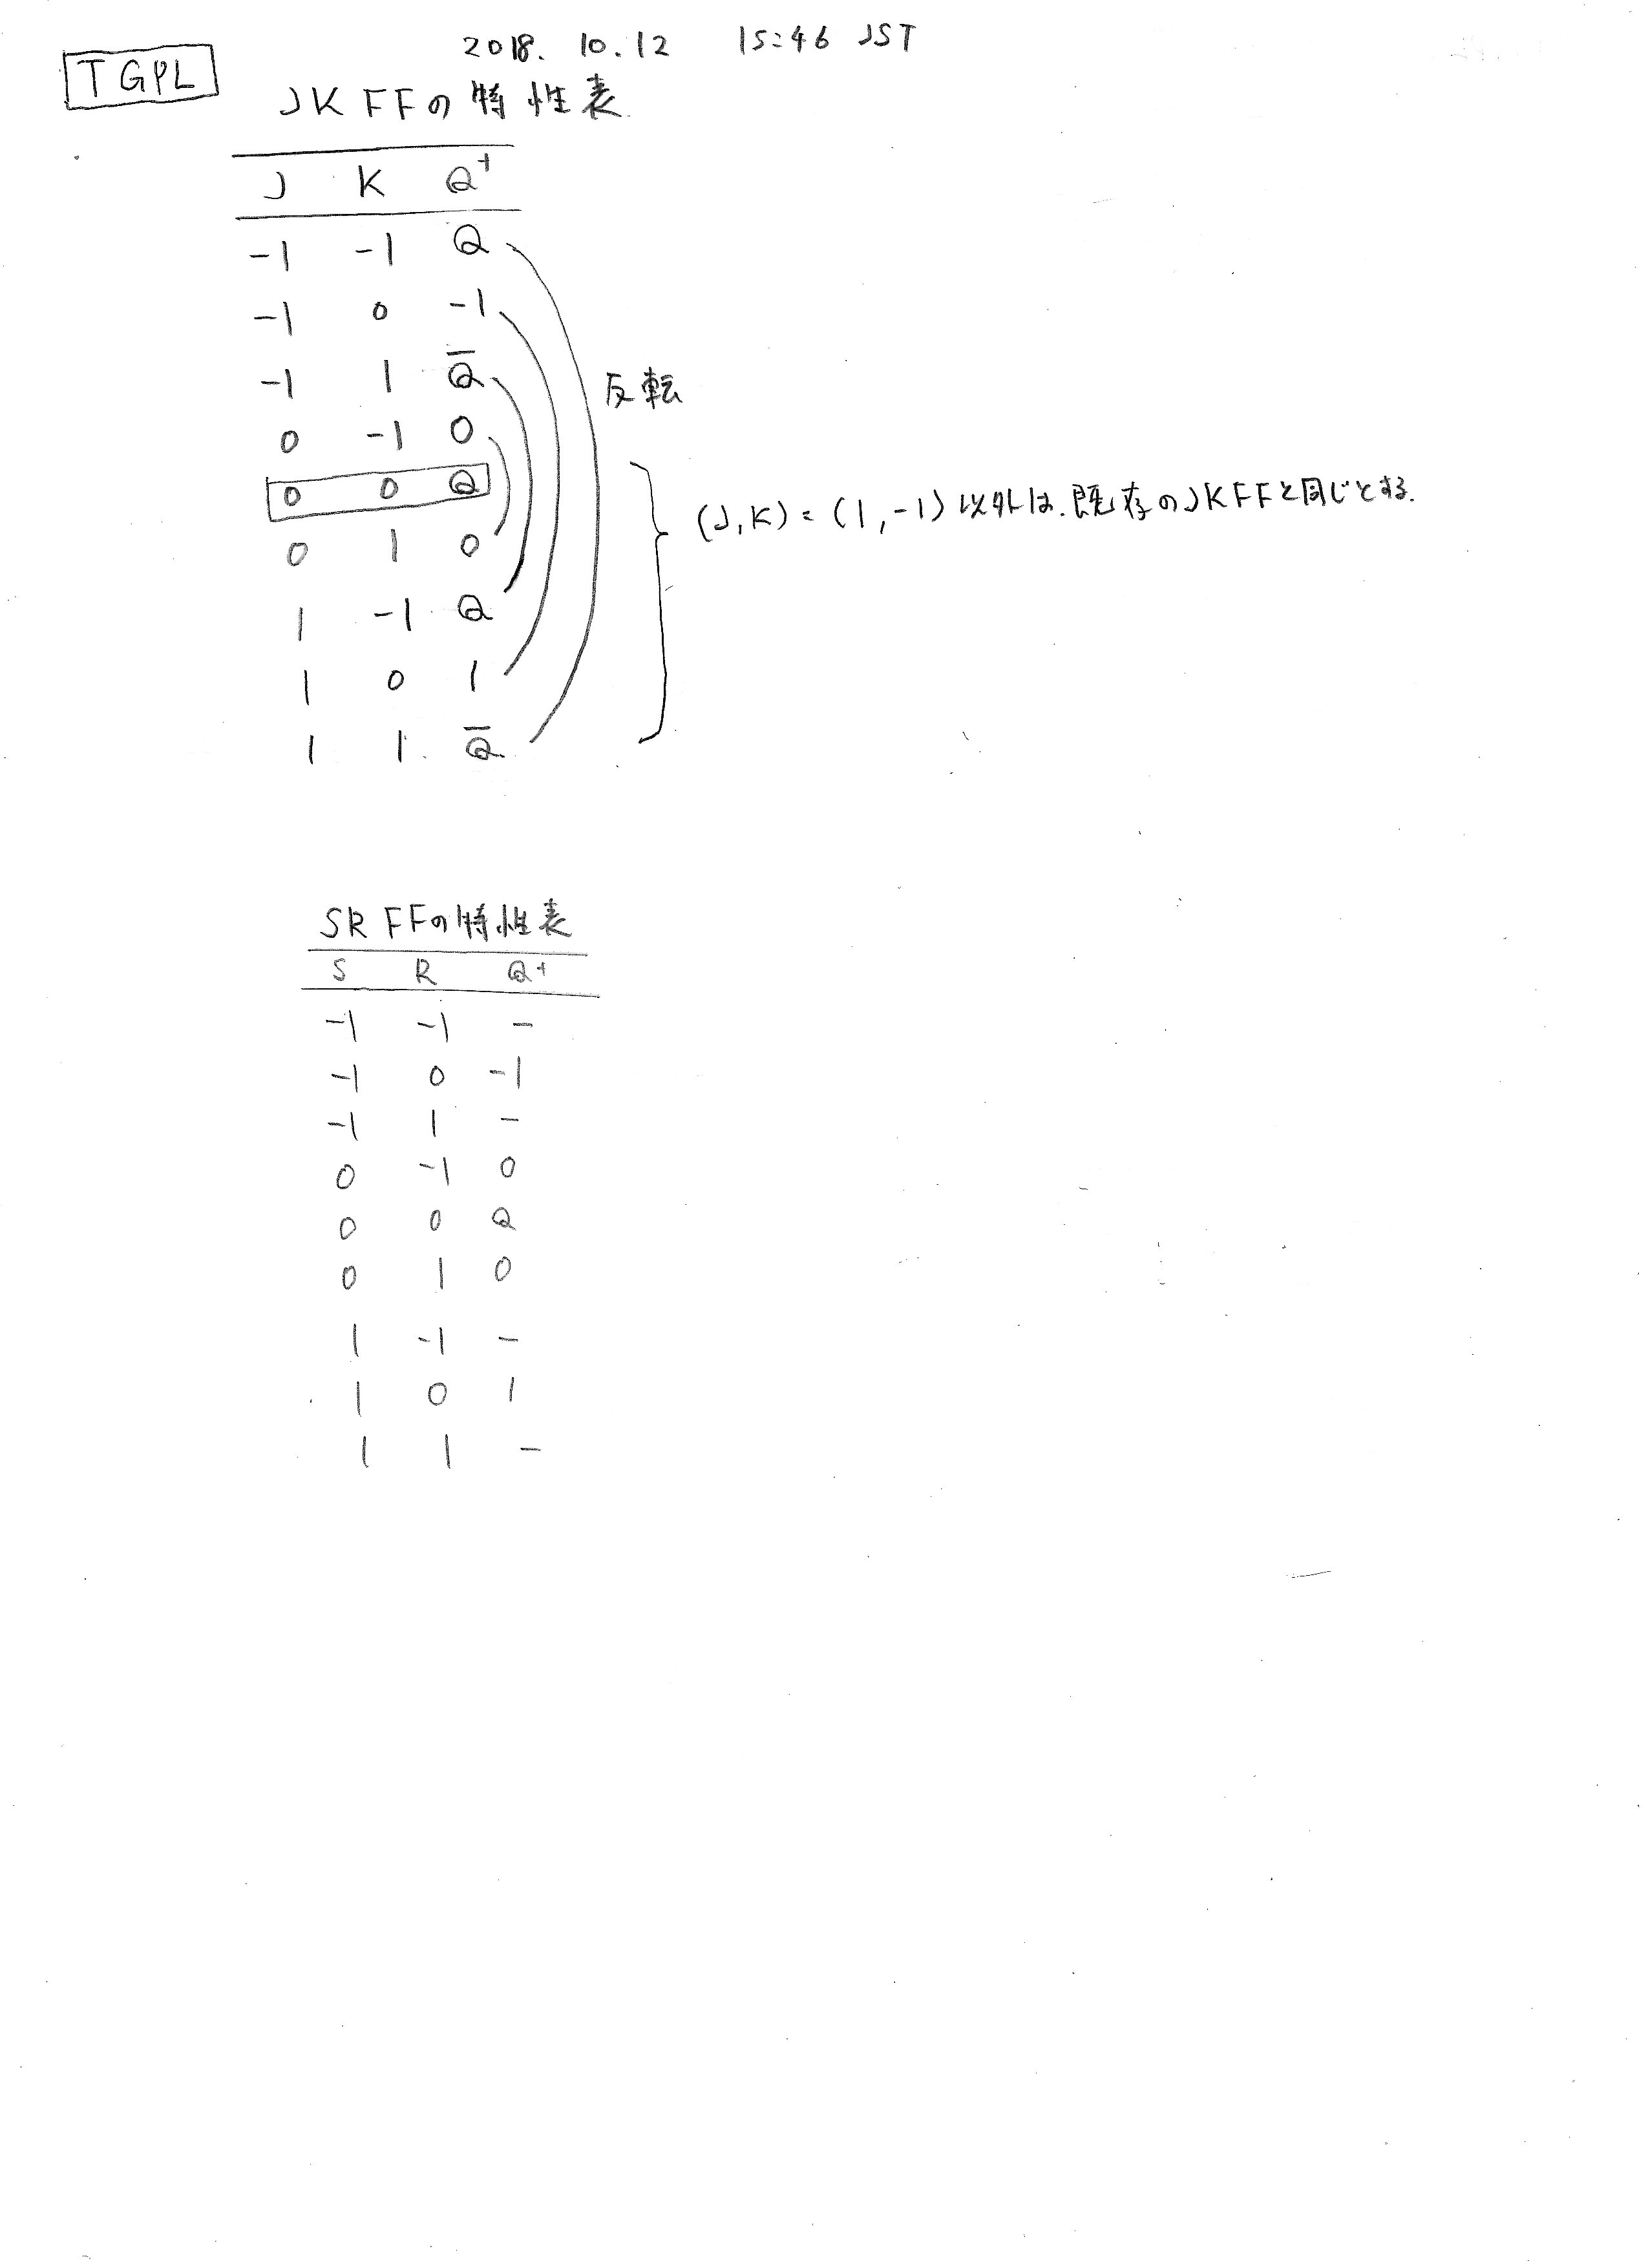 2018. 10. 12 15:46 JST
TGPL
JK FFの特性表
J K Q+
-1 -1 Q
-1 0 -1
-1 1 Q̅
0 -1 0
0 0 Q
0 1 0
1 -1 Q
1 0 1
1 1 Q̅
反転
(J,K)=(1,-1)以外は.既存のJKFFと同じとする.
SR FFの特性表
S R Q+
-1 -1 -
-1 0 -1
-1 1 -
0 -1 0
0 0 Q
0 1 0
1 -1 -
1 0 1
1 1 -